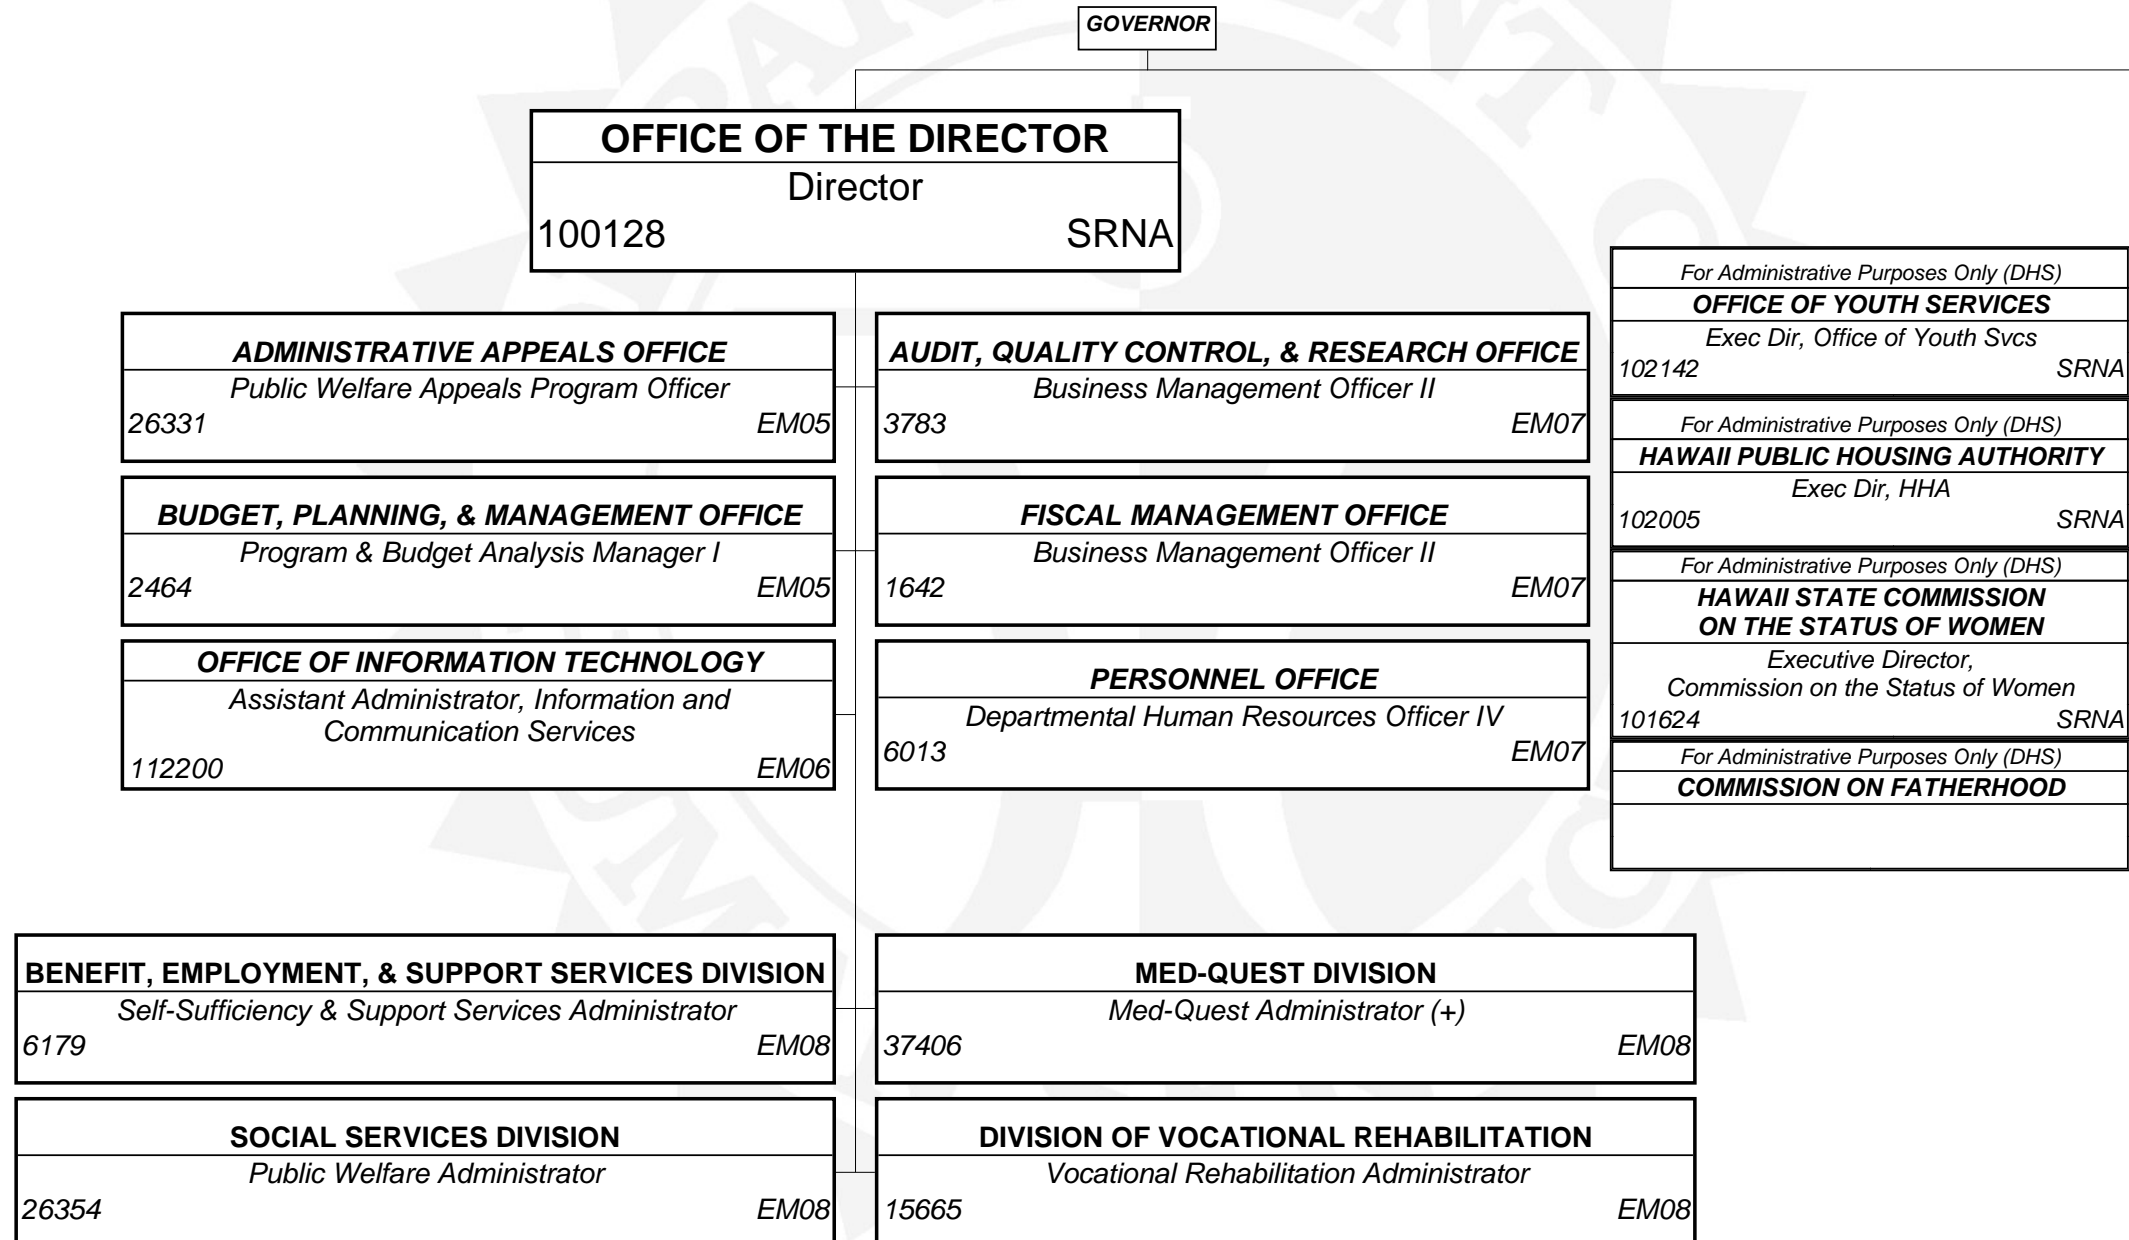 GOVERNOR
OFFICE OF THE DIRECTOR
Director
100128 SRNA
ADMINISTRATIVE APPEALS OFFICE
Public Welfare Appeals Program Officer
26331 EM05
AUDIT, QUALITY CONTROL, & RESEARCH OFFICE
Business Management Officer II
3783 EM07
BUDGET, PLANNING, & MANAGEMENT OFFICE
Program & Budget Analysis Manager I
2464 EM05
FISCAL MANAGEMENT OFFICE
Business Management Officer II
1642 EM07
OFFICE OF INFORMATION TECHNOLOGY
Assistant Administrator, Information and
Communication Services
112200 EM06
PERSONNEL OFFICE
Departmental Human Resources Officer IV
6013 EM07
For Administrative Purposes Only (DHS)
OFFICE OF YOUTH SERVICES
Exec Dir, Office of Youth Svcs
102142 SRNA
For Administrative Purposes Only (DHS)
HAWAII PUBLIC HOUSING AUTHORITY
Exec Dir, HHA
102005 SRNA
For Administrative Purposes Only (DHS)
HAWAII STATE COMMISSION
ON THE STATUS OF WOMEN
Executive Director,
Commission on the Status of Women
101624 SRNA
For Administrative Purposes Only (DHS)
COMMISSION ON FATHERHOOD
BENEFIT, EMPLOYMENT, & SUPPORT SERVICES DIVISION
Self-Sufficiency & Support Services Administrator
6179 EM08
MED-QUEST DIVISION
Med-Quest Administrator (+)
37406 EM08
SOCIAL SERVICES DIVISION
Public Welfare Administrator
26354 EM08
DIVISION OF VOCATIONAL REHABILITATION
Vocational Rehabilitation Administrator
15665 EM08